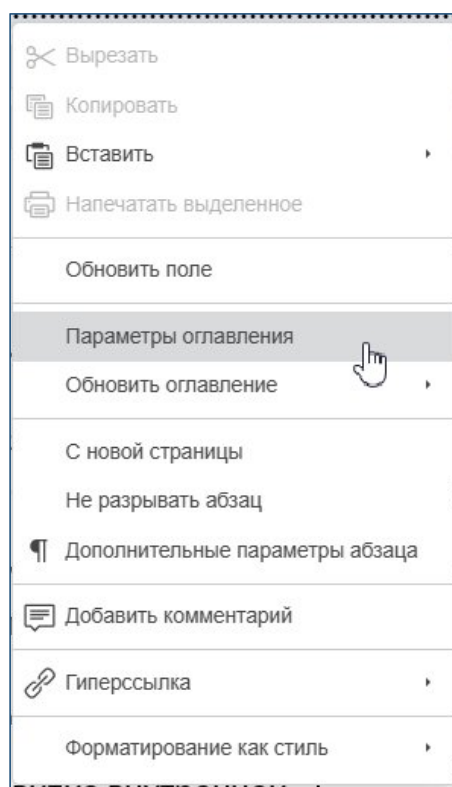 Вырезать
Копировать
Вставить
Напечатать выделенное
Обновить поле
Параметры оглавления
Обновить оглавление
С новой страницы
Не разрывать абзац
Дополнительные параметры абзаца
Добавить комментарий
Гиперссылка
Форматирование как стиль